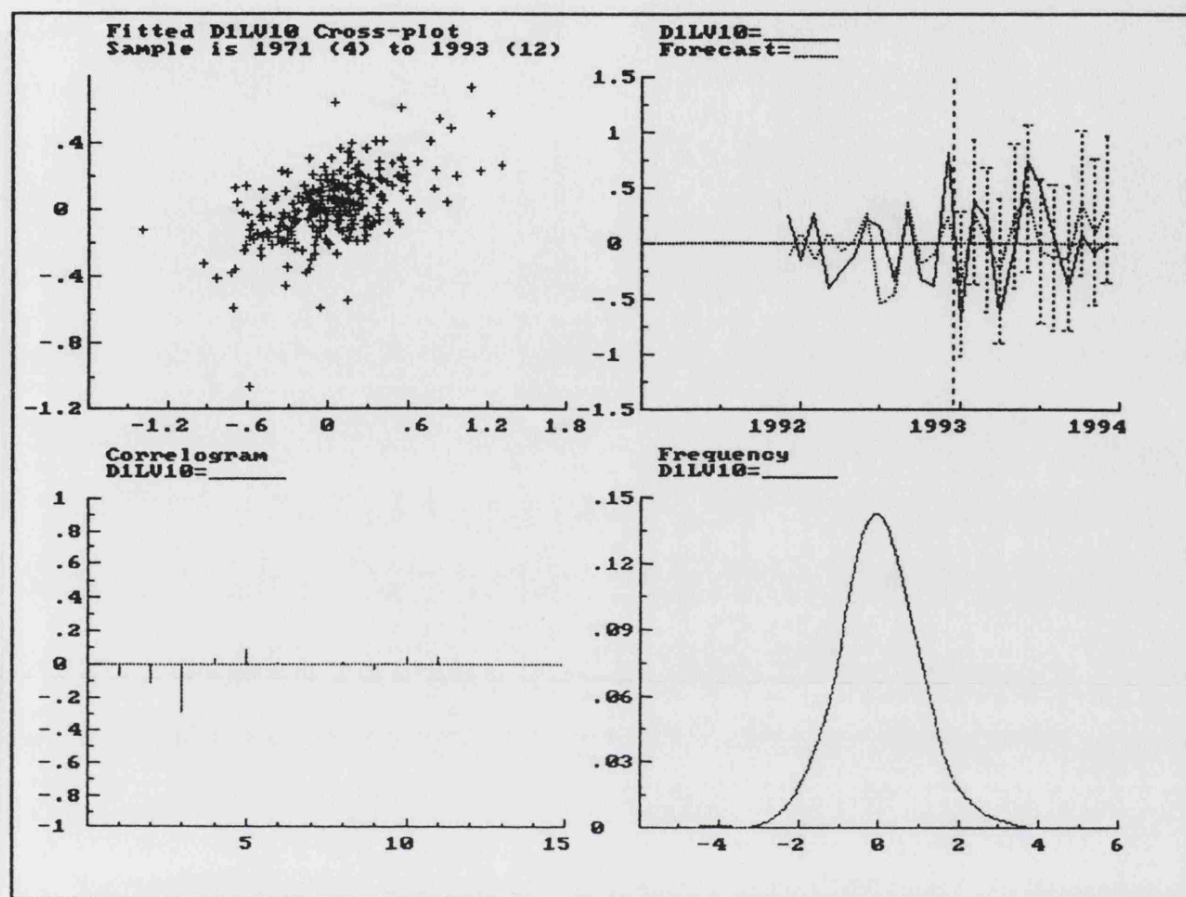 Fitted D1LV10 Cross-plot
Sample is 1971 (4) to 1993 (12)
.4
0
-.4
-.8
-1.2
-1.2 -.6 0 .6 1.2 1.8
D1LV10=
Forecast=
1.5
1
.5
0
-.5
-1
-1.5
1992 1993 1994
Correlogram
D1LV10=
1
.8
.6
.4
.2
0
-.2
-.4
-.6
-.8
-1
5 10 15
Frequency
D1LV10=
.15
.12
.09
.06
.03
0
-4 -2 0 2 4 6